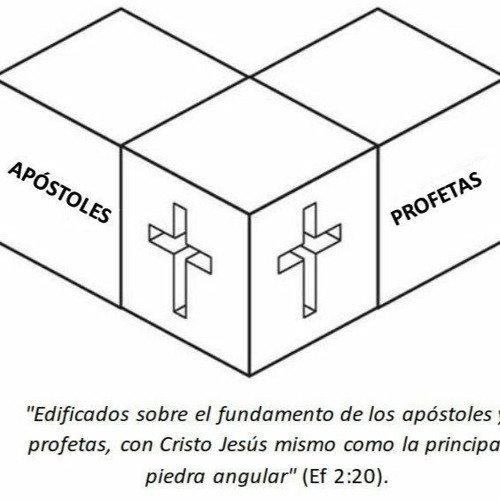 APÓSTOLES
PROFETAS
"Edificados sobre el fundamento de los apóstoles y
profetas, con Cristo Jesús mismo como la principa
piedra angular" (Ef 2:20).